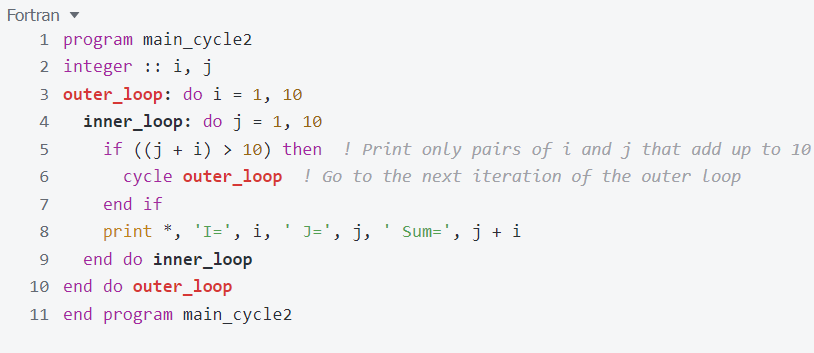 Fortran ▼
1 program main_cycle2
2 integer :: i, j
3 outer_loop: do i = 1, 10
4   inner_loop: do j = 1, 10
5     if ((j + i) > 10) then  ! Print only pairs of i and j that add up to 10
6       cycle outer_loop  ! Go to the next iteration of the outer loop
7     end if
8     print *, 'I=', i, ' J=', j, ' Sum=', j + i
9   end do inner_loop
10 end do outer_loop
11 end program main_cycle2